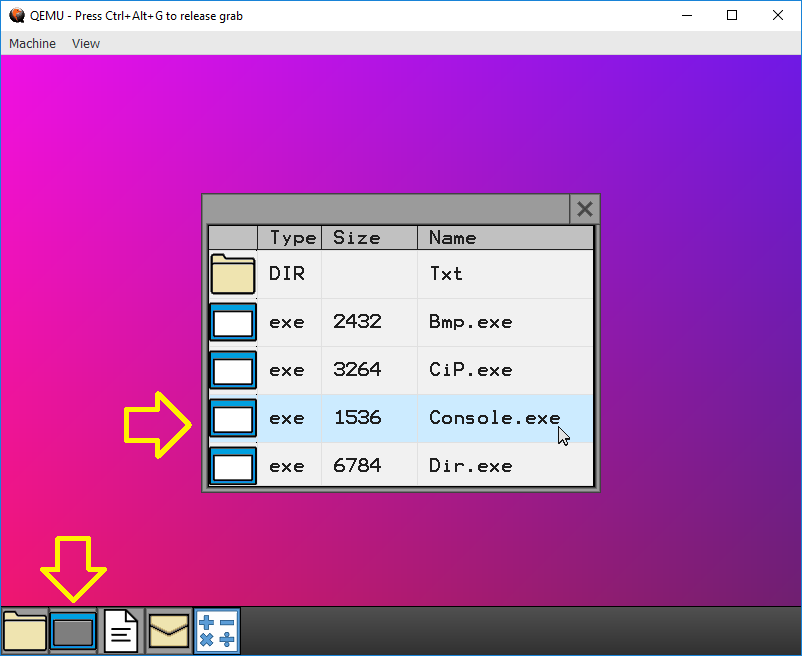 QEMU - Press Ctrl+Alt+G to release grab
Machine View
Type Size Name
DIR Txt
exe 2432 Bmp.exe
exe 3264 CiP.exe
exe 1536 Console.exe
exe 6784 Dir.exe